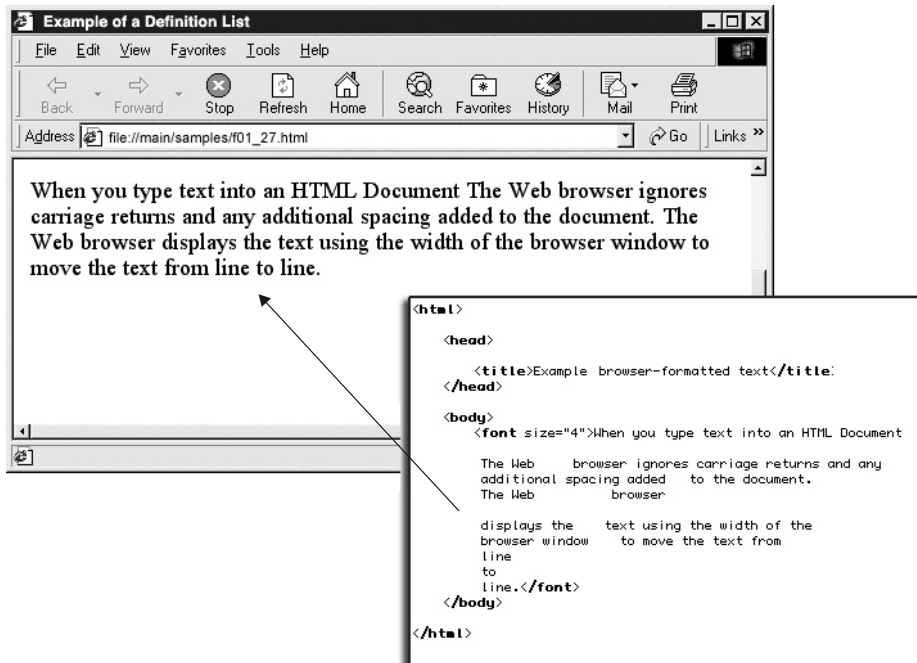 Example of a Definition List
File Edit View Favorites Tools Help
Back Forward Stop Refresh Home Search Favorites History Mail Print
Address file://main/samples/f01_27.html Go Links »
When you type text into an HTML Document The Web browser ignores
carriage returns and any additional spacing added to the document. The
Web browser displays the text using the width of the browser window to
move the text from line to line.
<html>
<head>
<title>Example browser-formatted text</title
</head>
<body>
<font size="4">When you type text into an HTML Document
The Web browser ignores carriage returns and any
additional spacing added to the document.
The Web browser
displays the text using the width of the
browser window to move the text from
line
to
line.</font>
</body>
</html>